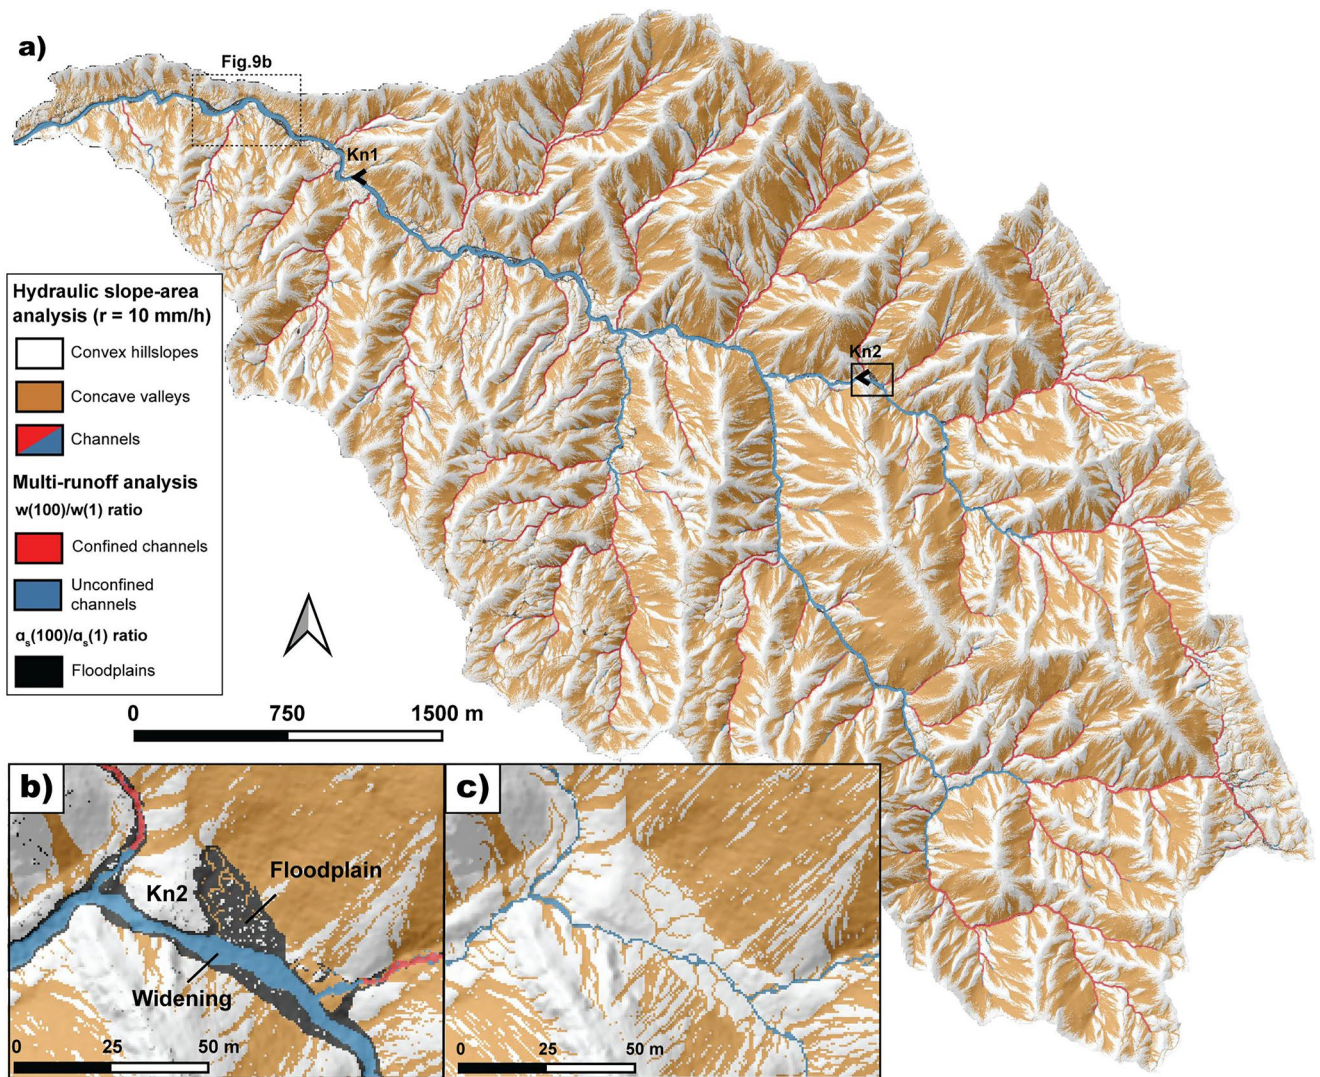 a)
Fig.9b
Kn1
Kn2
Hydraulic slope-area
analysis (r = 10 mm/h)
Convex hillslopes
Concave valleys
Channels
Multi-runoff analysis
w(100)/w(1) ratio
Confined channels
Unconfined
channels
αs(100)/αs(1) ratio
Floodplains
0 750 1500 m
b)
Floodplain
Kn2
Widening
0 25 50 m
c)
0 25 50 m